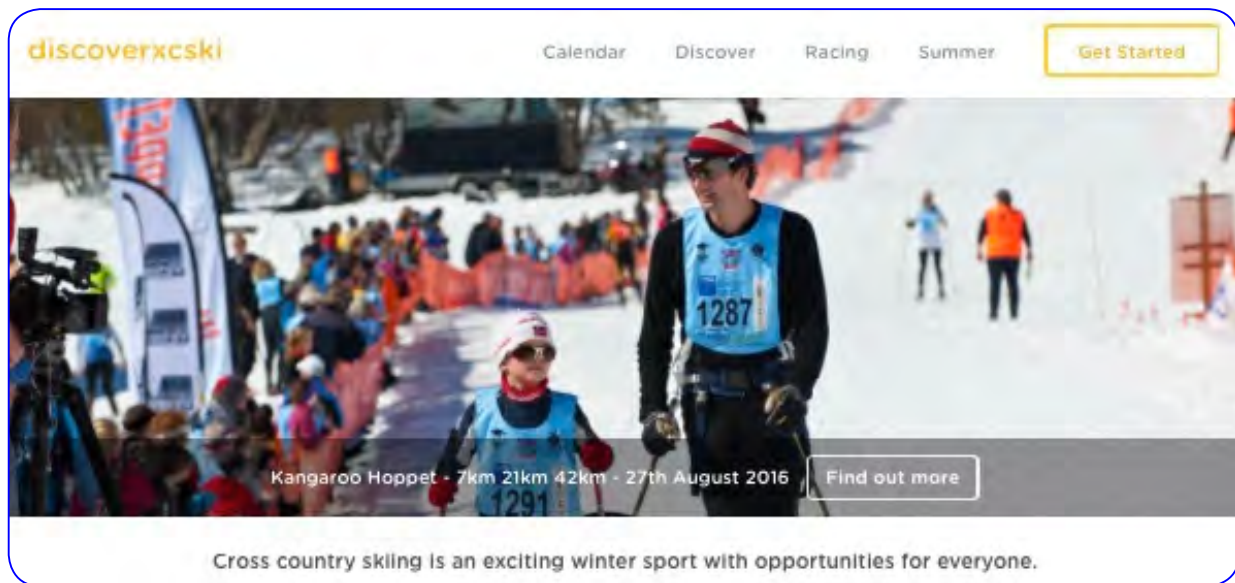 discoverxcski
Calendar Discover Racing Summer Get Started
1287
Kangaroo Hoppet - 7km 21km 42km - 27th August 2016 Find out more
1291
Cross country skiing is an exciting winter sport with opportunities for everyone.